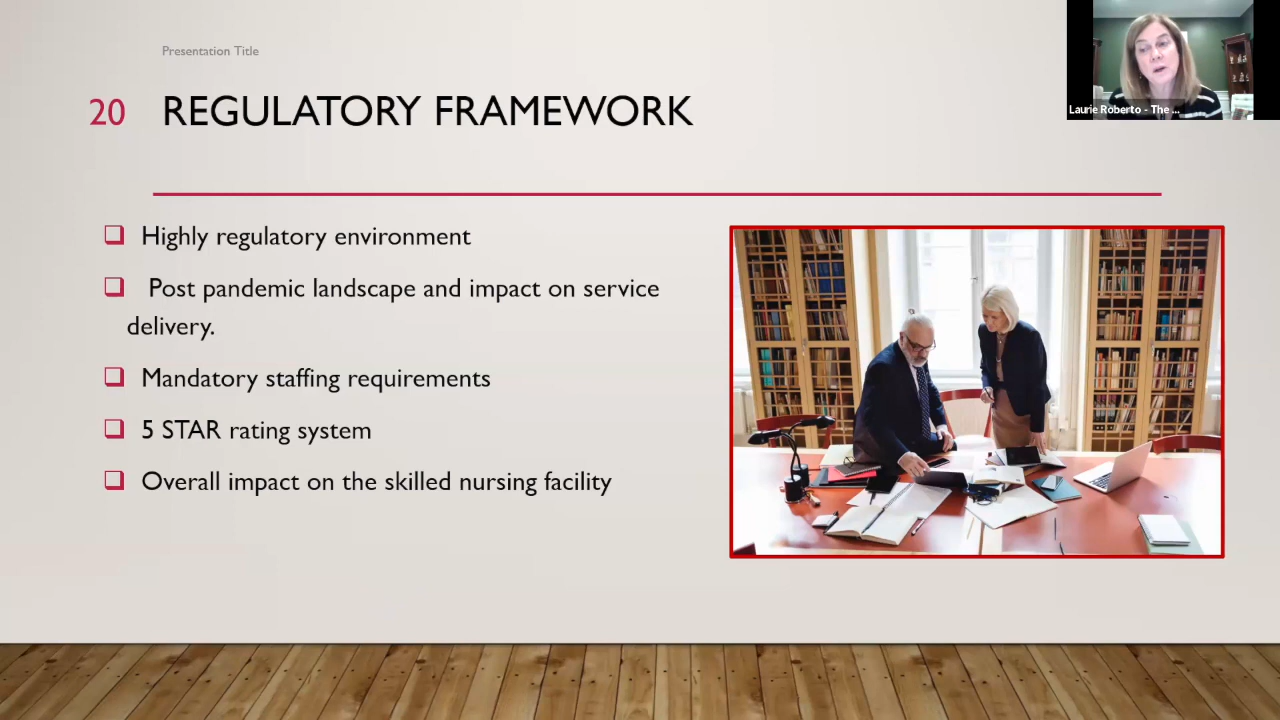 Presentation Title
20 REGULATORY FRAMEWORK
Laurie Roberto - The ...
Highly regulatory environment
Post pandemic landscape and impact on service
delivery.
Mandatory staffing requirements
5 STAR rating system
Overall impact on the skilled nursing facility